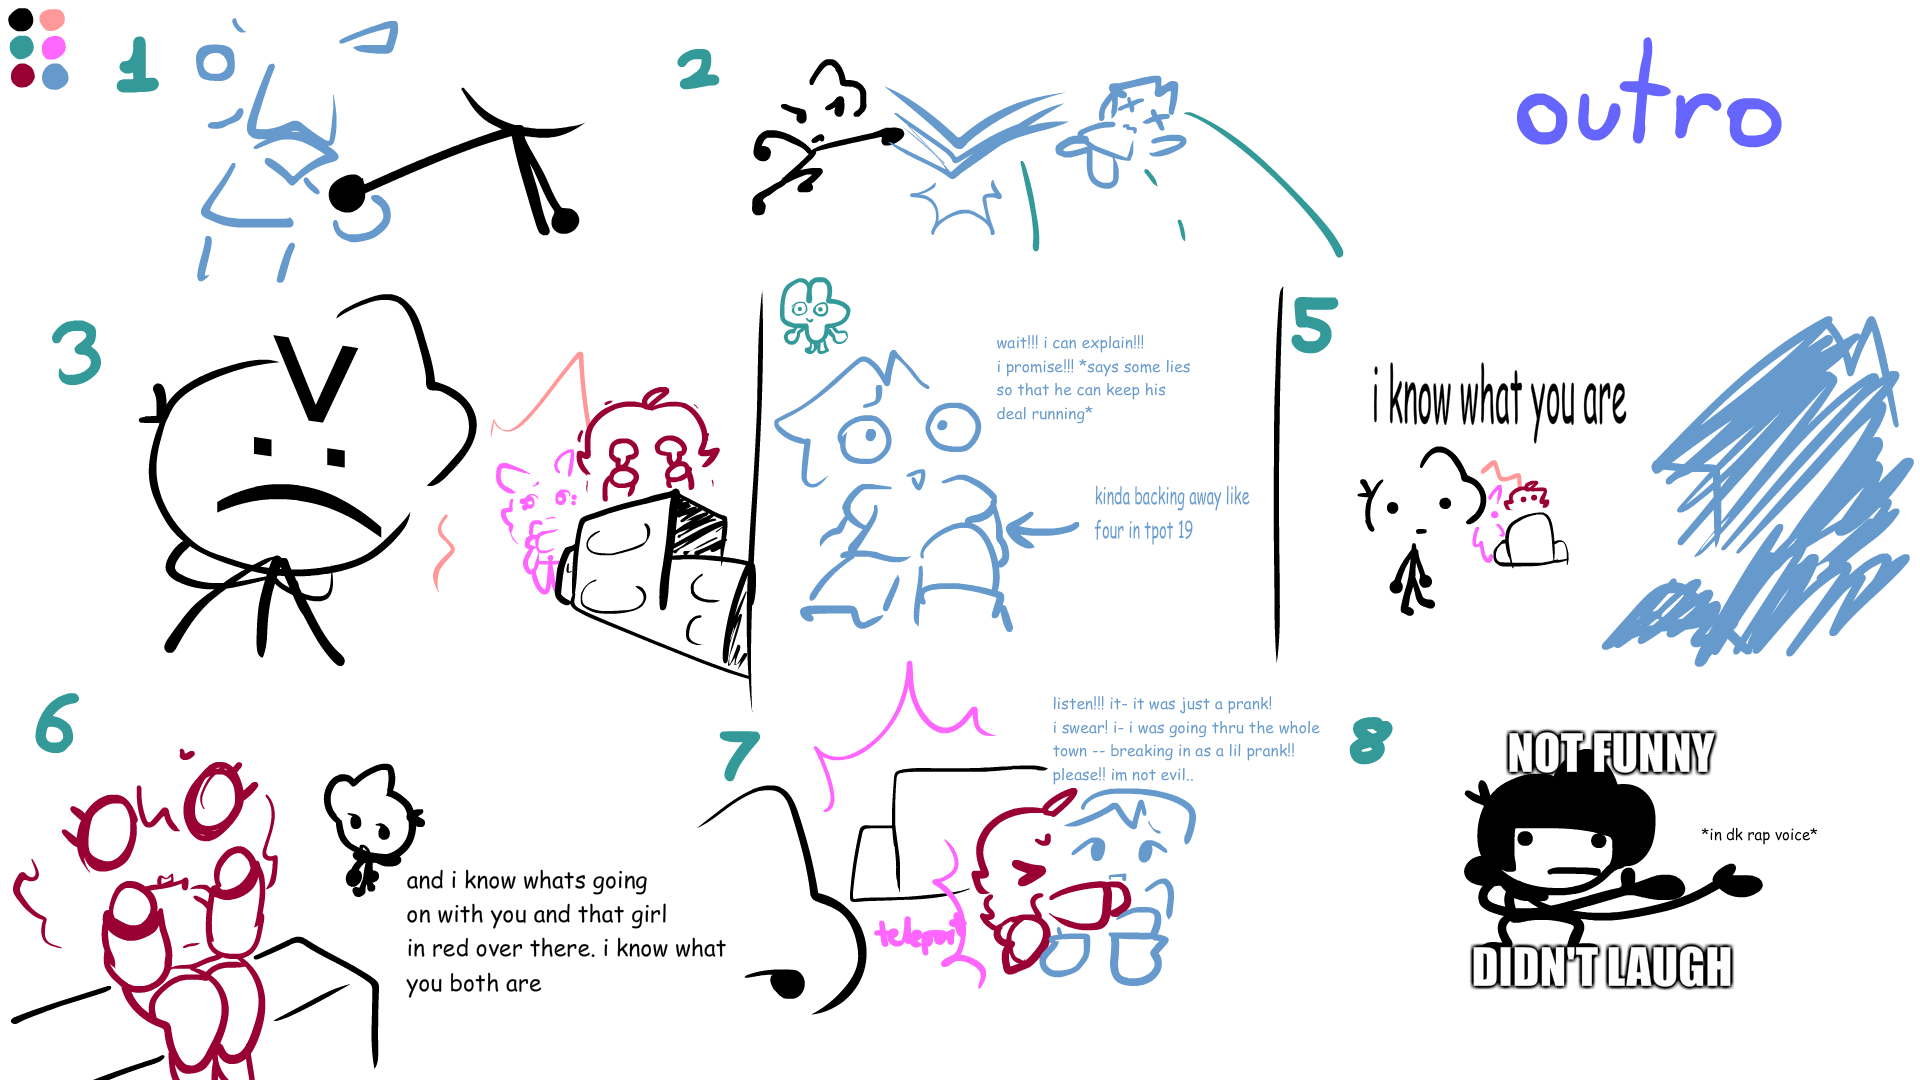 1
2
outro
3
wait!!! i can explain!!!
i promise!!! *says some lies
so that he can keep his
deal running*
kinda backing away like
four in tpot 19
5
i know what you are
6
and i know whats going
on with you and that girl
in red over there. i know what
you both are
7
listen!!! it- it was just a prank!
i swear! i- i was going thru the whole
town -- breaking in as a lil prank!!
please!! im not evil..
teleport
8
NOT FUNNY
*in dk rap voice*
DIDN'T LAUGH